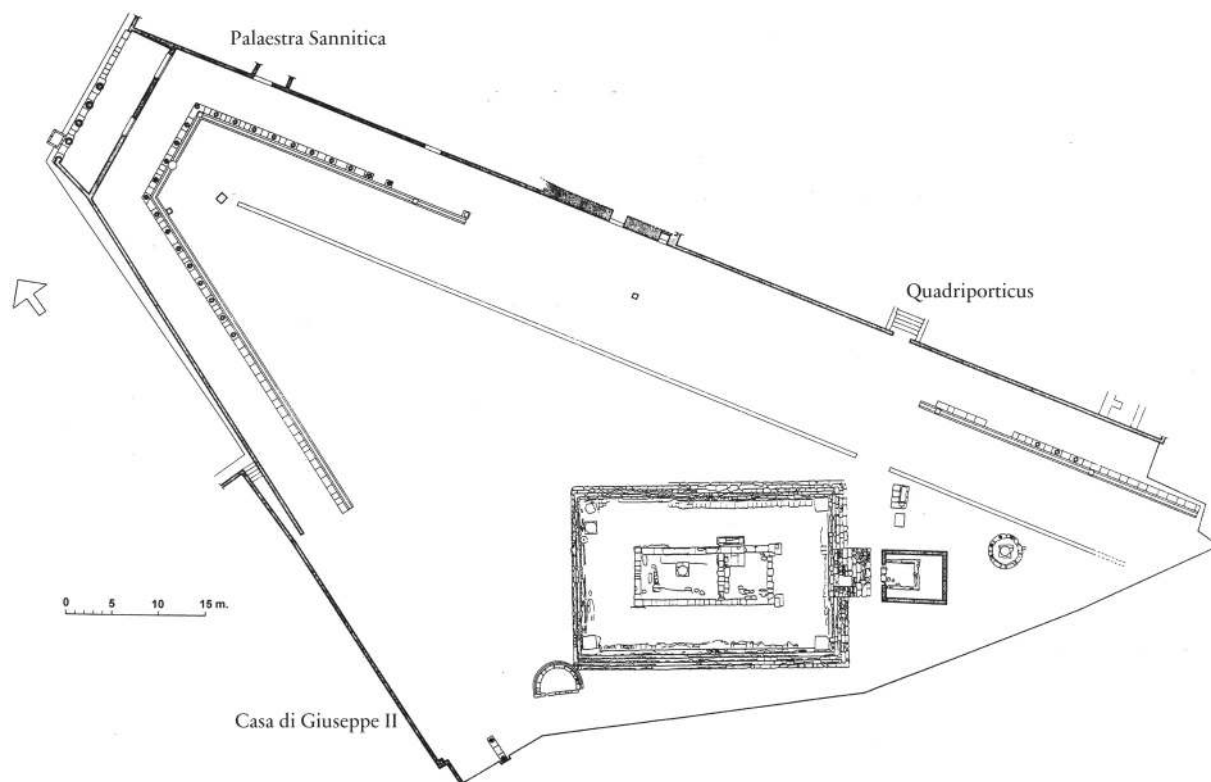 Palaestra Sannitica
Quadriporticus
0 5 10 15 m.
Casa di Giuseppe II